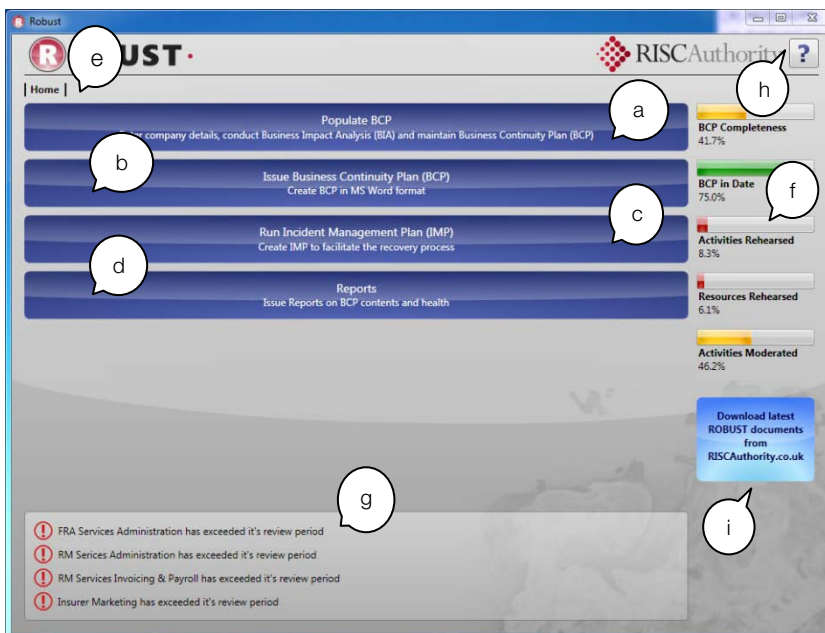 Robust
R
UST
RISCAuthority
?
e
h
Home
Populate BCP
company details, conduct Business Impact Analysis (BIA) and maintain Business Continuity Plan (BCP)
a
BCP Completeness
41.7%
b
Issue Business Continuity Plan (BCP)
Create BCP in MS Word format
BCP in Date
75.0%
f
Run Incident Management Plan (IMP)
Create IMP to facilitate the recovery process
c
Activities Rehearsed
8.3%
d
Reports
Issue Reports on BCP contents and health
Resources Rehearsed
6.1%
Activities Moderated
46.2%
Download latest
ROBUST documents
from
RISCAuthority.co.uk
g
i
FRA Services Administration has exceeded it's review period
RM Serices Administration has exceeded it's review period
RM Services Invoicing & Payroll has exceeded it's review period
Insurer Marketing has exceeded it's review period